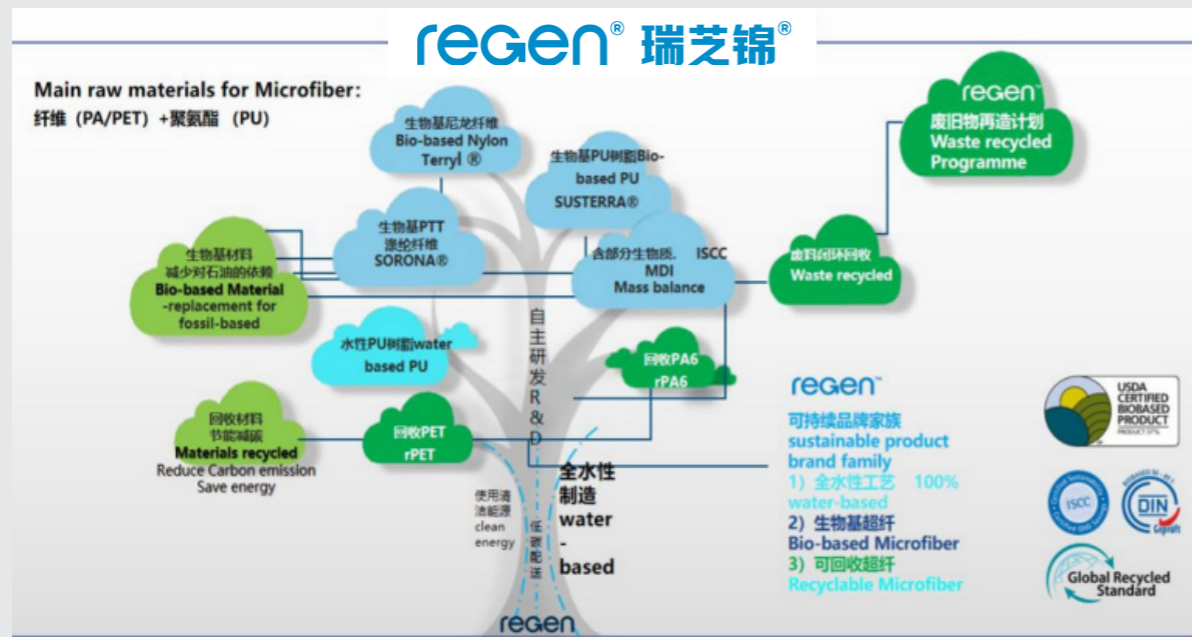 regen® 瑞芝锦®
Main raw materials for Microfiber:
纤维（PA/PET）+聚氨酯 （PU）
生物基尼龙纤维
Bio-based Nylon
Terryl ®
生物基PU树脂Bio-
based PU
SUSTERRA®
regen™
废旧物再造计划
Waste recycled
Programme
生物基PTT
涤纶纤维
SORONA®
生物基材料
减少对石油的依赖
Bio-based Material
-replacement for
fossil-based
含部分生物质， ISCC
MDI
Mass balance
废料闭环回收
Waste recycled
水性PU树脂water
based PU
回收PA6
rPA6
自主研发R&D
回收材料
节能减碳
Materials recycled
Reduce Carbon emission
Save energy
回收PET
rPET
使用清
洁能源
clean
energy
低碳配送
全水性
制造
water
-
based
regen
regen™
可持续品牌家族
sustainable product
brand family
1）全水性工艺 100%
water-based
2）生物基超纤
Bio-based Microfiber
3）可回收超纤
Recyclable Microfiber
USDA
CERTIFIED
BIOBASED
PRODUCT
PRODUCT 57%
ISCC
DIN
Geprüft
Global Recycled
Standard